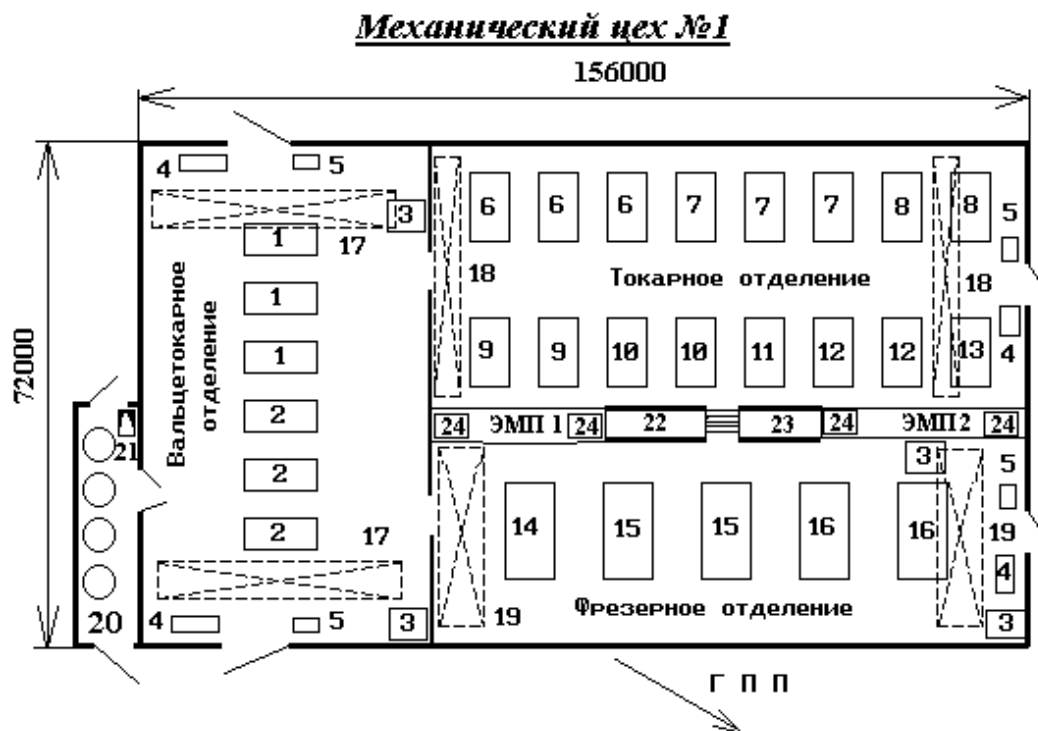 Механический цех №1
156000
72000
4
5
3
1
17
1
1
2
2
2
17
4
5
3
Вальцетокарное
отделение
21
20
6 6 6 7 7 7 8 8
5
18
Токарное отделение
18
4
9 9 10 10 11 12 12 13
24 ЭМП 1 24 22 23 24 ЭМП2 24
3
5
14 15 15 16 16
19
4
19
Фрезерное отделение
3
Г П П